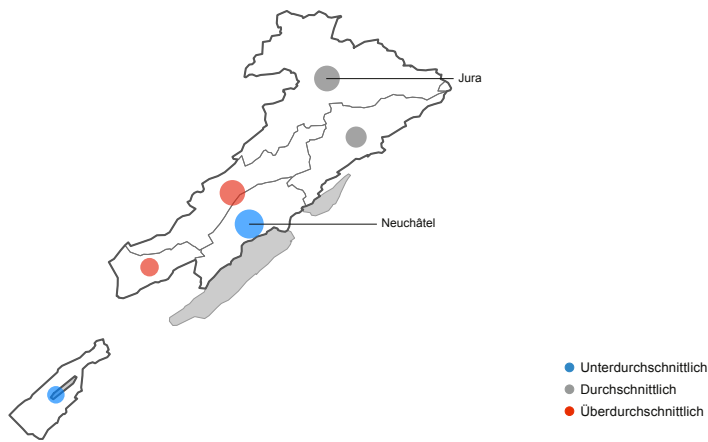 Jura
Neuchâtel
Unterdurchschnittlich
Durchschnittlich
Überdurchschnittlich